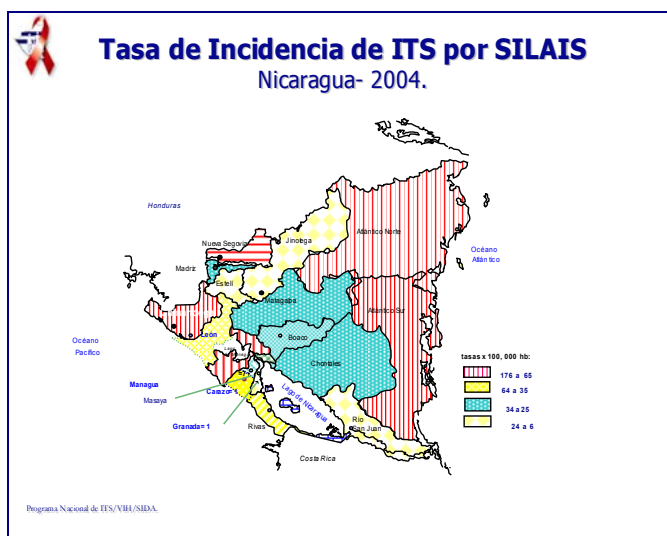 Tasa de Incidencia de ITS por SILAIS
Nicaragua- 2004.
Honduras
Nueva Segovia
Jinotega
Atlántico Norte
Océano
Atlántico
Madriz
Estelí
Matagalpa
Atlántico Sur
León
Boaco
Océano
Pacífico
Chontales
Managua
Masaya
Carazo=
Granada= 1
Lago de Nicaragua
Rivas
Río
San Juan
Costa Rica
tasas x 100, 000 hb:
176 a 65
64 a 35
34 a 25
24 a 6
Programa Nacional de ITS/VIH/SIDA.